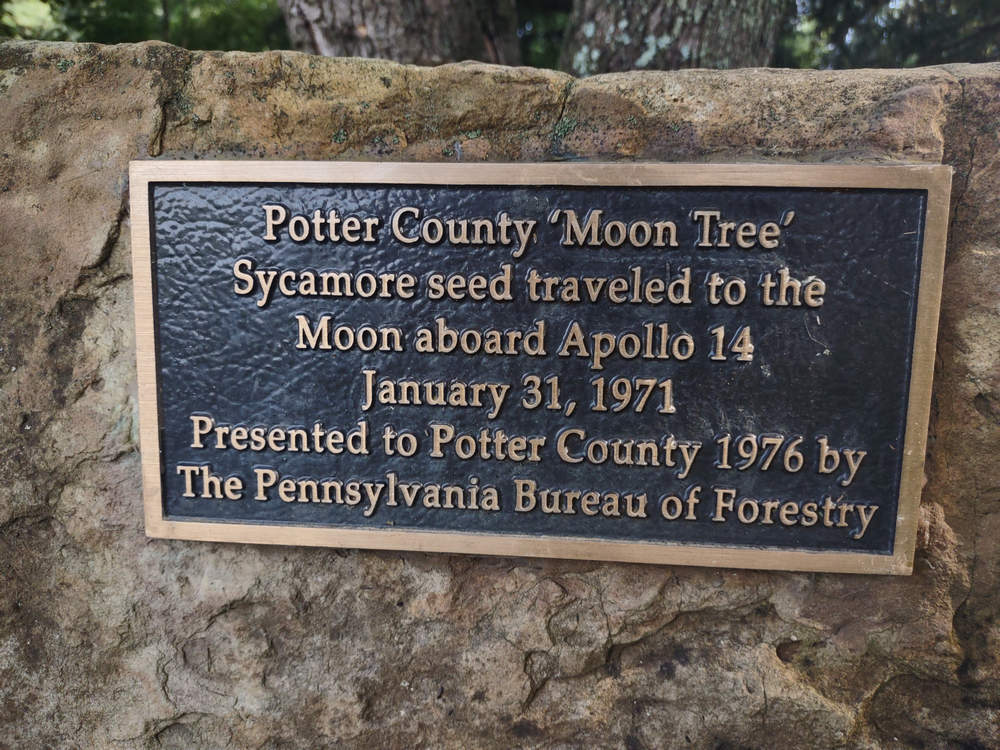 Potter County ‘Moon Tree’
Sycamore seed traveled to the
Moon aboard Apollo 14
January 31, 1971
Presented to Potter County 1976 by
The Pennsylvania Bureau of Forestry